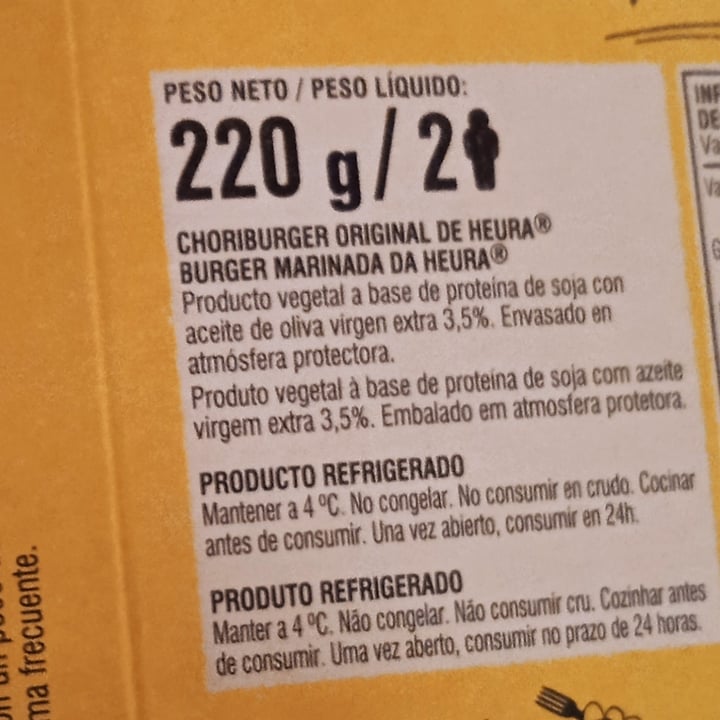 PESO NETO / PESO LÍQUIDO:
220 g/ 2
CHORIBURGER ORIGINAL DE HEURA®
BURGER MARINADA DA HEURA®
Producto vegetal a base de proteína de soja con
aceite de oliva virgen extra 3,5%. Envasado en
atmósfera protectora.
Produto vegetal à base de proteína de soja com azeite
virgem extra 3,5%. Embalado em atmosfera protetora.
PRODUCTO REFRIGERADO
Mantener a 4 ºC. No congelar. No consumir en crudo. Cocinar
antes de consumir. Una vez abierto, consumir en 24h.
PRODUTO REFRIGERADO
Manter a 4 ºC. Não congelar. Não consumir cru. Cozinhar antes
de consumir. Uma vez aberto, consumir no prazo de 24 horas.
ma frecuente.
INF
DE
Va